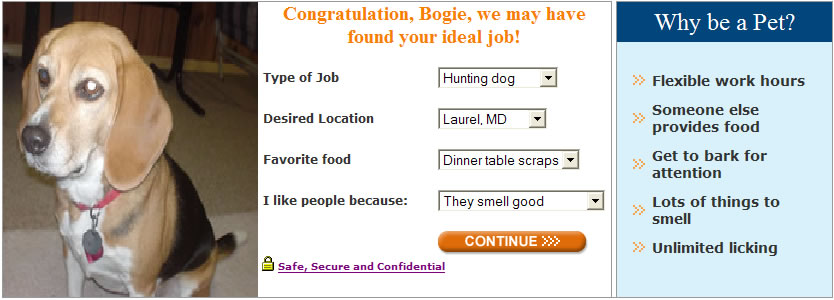 Congratulation, Bogie, we may have
found your ideal job!
Type of Job
Hunting dog
Desired Location
Laurel, MD
Favorite food
Dinner table scraps
I like people because:
They smell good
CONTINUE
Safe, Secure and Confidential
Why be a Pet?
Flexible work hours
Someone else
provides food
Get to bark for
attention
Lots of things to
smell
Unlimited licking